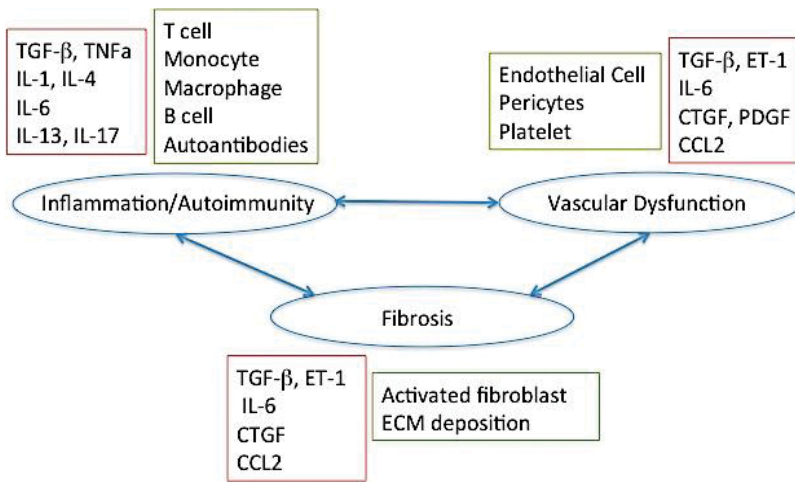 TGF-β, TNFa
IL-1, IL-4
IL-6
IL-13, IL-17
T cell
Monocyte
Macrophage
B cell
Autoantibodies
Endothelial Cell
Pericytes
Platelet
TGF-β, ET-1
IL-6
CTGF, PDGF
CCL2
Inflammation/Autoimmunity
Vascular Dysfunction
Fibrosis
TGF-β, ET-1
IL-6
CTGF
CCL2
Activated fibroblast
ECM deposition